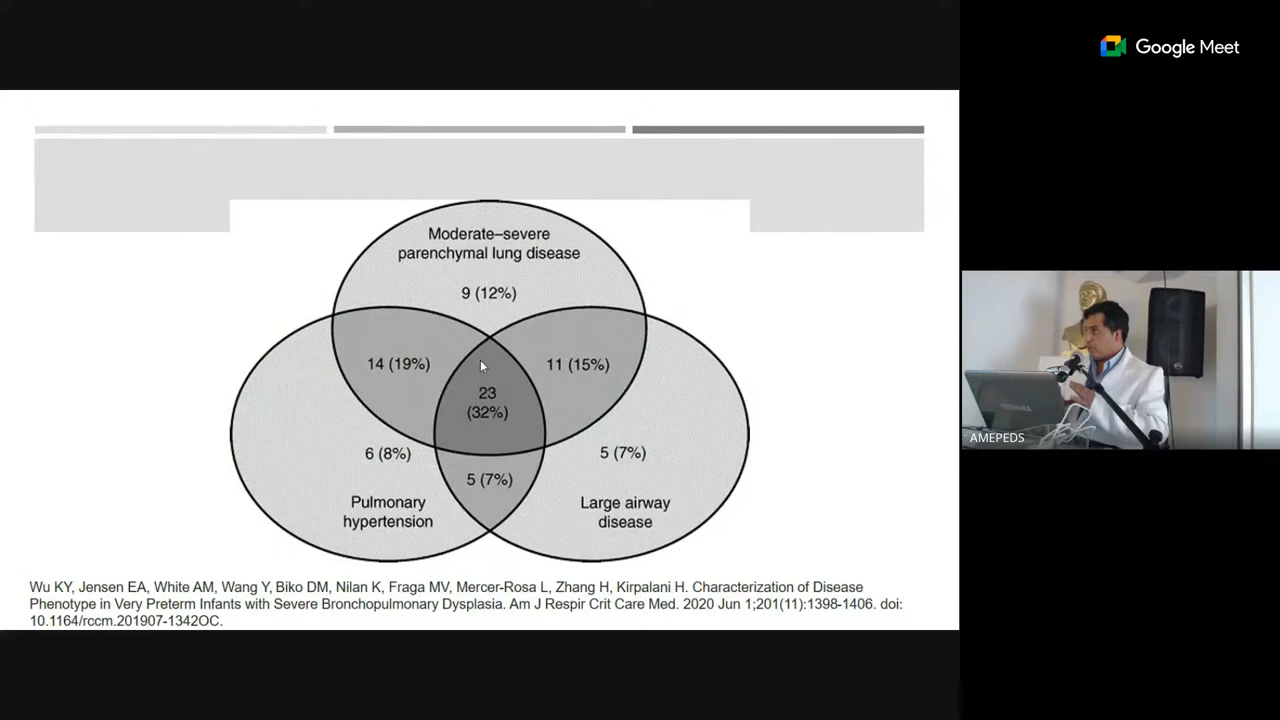 Google Meet
Moderate–severe
parenchymal lung disease
9 (12%)
14 (19%)
11 (15%)
23
(32%)
6 (8%)
5 (7%)
5 (7%)
Pulmonary
hypertension
Large airway
disease
Wu KY, Jensen EA, White AM, Wang Y, Biko DM, Nilan K, Fraga MV, Mercer-Rosa L, Zhang H, Kirpalani H. Characterization of Disease
Phenotype in Very Preterm Infants with Severe Bronchopulmonary Dysplasia. Am J Respir Crit Care Med. 2020 Jun 1;201(11):1398-1406. doi:
10.1164/rccm.201907-1342OC.
TOSHIBA
AMEPEDS